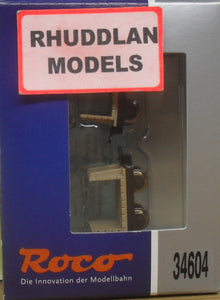 RHUDDLAN
MODELS
Roco
34604
Die Innovation der Modellbahn